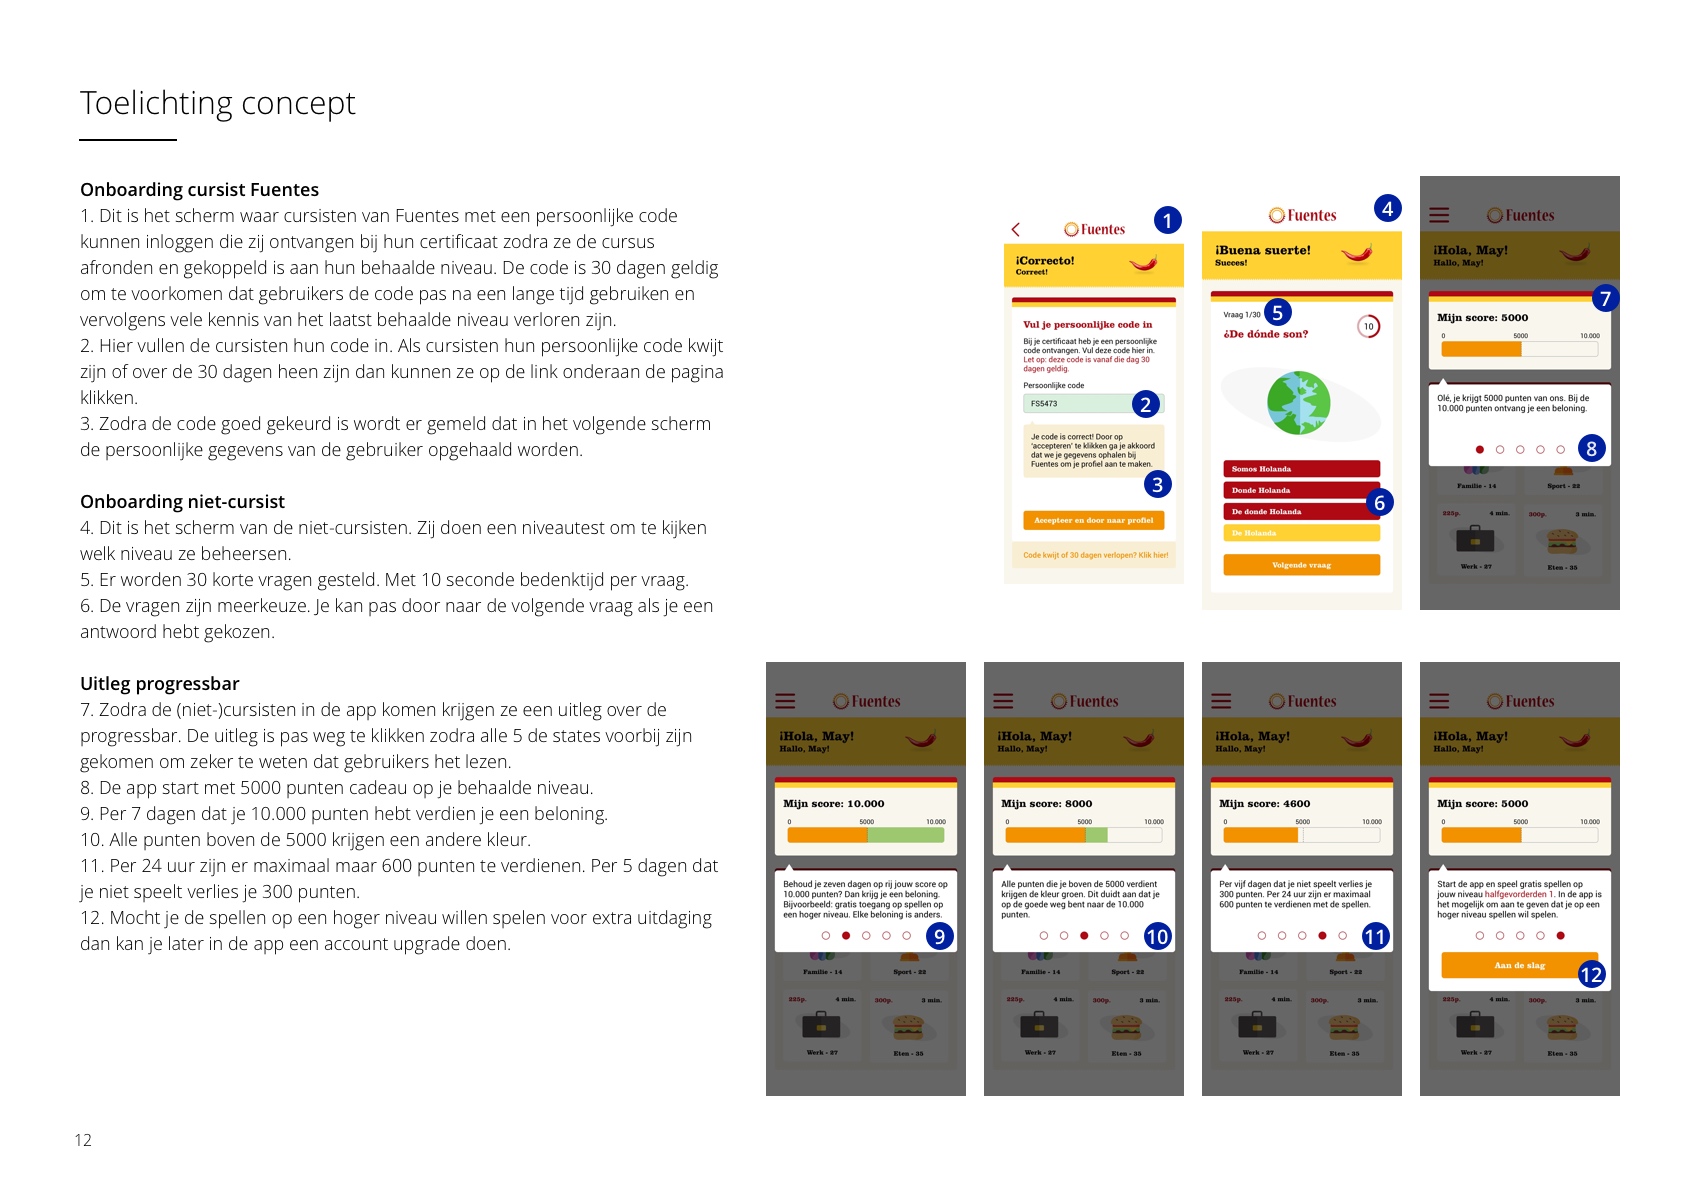 Toelichting concept
Onboarding cursist Fuentes
1. Dit is het scherm waar cursisten van Fuentes met een persoonlijke code
kunnen inloggen die zij ontvangen bij hun certificaat zodra ze de cursus
afronden en gekoppeld is aan hun behaalde niveau. De code is 30 dagen geldig
om te voorkomen dat gebruikers de code pas na een lange tijd gebruiken en
vervolgens vele kennis van het laatst behaalde niveau verloren zijn.
2. Hier vullen de cursisten hun code in. Als cursisten hun persoonlijke code kwijt
zijn of over de 30 dagen heen zijn dan kunnen ze op de link onderaan de pagina
klikken.
3. Zodra de code goed gekeurd is wordt er gemeld dat in het volgende scherm
de persoonlijke gegevens van de gebruiker opgehaald worden.
Onboarding niet-cursist
4. Dit is het scherm van de niet-cursisten. Zij doen een niveautest om te kijken
welk niveau ze beheersen.
5. Er worden 30 korte vragen gesteld. Met 10 seconde bedenktijd per vraag.
6. De vragen zijn meerkeuze. Je kan pas door naar de volgende vraag als je een
antwoord hebt gekozen.
Uitleg progressbar
7. Zodra de (niet-)cursisten in de app komen krijgen ze een uitleg over de
progressbar. De uitleg is pas weg te klikken zodra alle 5 de states voorbij zijn
gekomen om zeker te weten dat gebruikers het lezen.
8. De app start met 5000 punten cadeau op je behaalde niveau.
9. Per 7 dagen dat je 10.000 punten hebt verdien je een beloning.
10. Alle punten boven de 5000 krijgen een andere kleur.
11. Per 24 uur zijn er maximaal maar 600 punten te verdienen. Per 5 dagen dat
je niet speelt verlies je 300 punten.
12. Mocht je de spellen op een hoger niveau willen spelen voor extra uitdaging
dan kan je later in de app een account upgrade doen.
12
Fuentes
1
¡Correcto!
Correct!
Vul je persoonlijke code in
Bij je certificaat heb je een persoonlijke
code ontvangen. Vul deze code hier in.
Let op: deze code is vanaf die dag 30
dagen geldig.
Persoonlijke code
FS5473
2
Je code is correct! Door op
'accepteren' te klikken ga je akkoord
dat we je gegevens ophalen bij
Fuentes om je profiel aan te maken.
3
Accepteer en door naar profiel
Code kwijt of 30 dagen verlopen? Klik hier!
Fuentes
4
¡Buena suerte!
Succes!
Vraag 1/30
5
10
¿De dónde son?
Somos Holanda
Donde Holanda
6
De donde Holanda
De Holanda
Volgende vraag
Fuentes
¡Hola, May!
Hallo, May!
7
Mijn score: 5000
0 5000 10.000
Olé, je krijgt 5000 punten van ons. Bij de
10.000 punten ontvang je een beloning.
8
Familie - 14 Sport - 22
225p. 4 min. 300p. 3 min.
Werk - 27 Eten - 35
Fuentes
¡Hola, May!
Hallo, May!
Mijn score: 10.000
0 5000 10.000
Behoud je zeven dagen op rij jouw score op
10.000 punten? Dan krijg je een beloning.
Bijvoorbeeld: gratis toegang op spellen op
een hoger niveau. Elke beloning is anders.
9
Familie - 14 Sport - 22
225p. 4 min. 300p. 3 min.
Werk - 27 Eten - 35
Fuentes
¡Hola, May!
Hallo, May!
Mijn score: 8000
0 5000 10.000
Alle punten die je boven de 5000 verdient
krijgen de kleur groen. Dit duidt aan dat je
op de goede weg bent naar de 10.000
punten.
10
Familie - 14 Sport - 22
225p. 4 min. 300p. 3 min.
Werk - 27 Eten - 35
Fuentes
¡Hola, May!
Hallo, May!
Mijn score: 4600
0 5000 10.000
Per vijf dagen dat je niet speelt verlies je
300 punten. Per 24 uur zijn er maximaal
600 punten te verdienen met de spellen.
11
Familie - 14 Sport - 22
225p. 4 min. 300p. 3 min.
Werk - 27 Eten - 35
Fuentes
¡Hola, May!
Hallo, May!
Mijn score: 5000
0 5000 10.000
Start de app en speel gratis spellen op
jouw niveau halfgevorderden 1. In de app is
het mogelijk om aan te geven dat je op een
hoger niveau spellen wil spelen.
Aan de slag
12
225p. 4 min. 300p. 3 min.
Werk - 27 Eten - 35